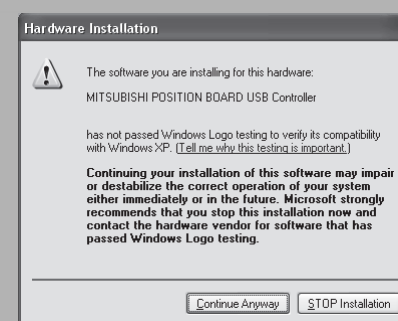 Hardware Installation
The software you are installing for this hardware:
MITSUBISHI POSITION BOARD USB Controller
has not passed Windows Logo testing to verify its compatibility
with Windows XP. (Tell me why this testing is important.)
Continuing your installation of this software may impair
or destabilize the correct operation of your system
either immediately or in the future. Microsoft strongly
recommends that you stop this installation now and
contact the hardware vendor for software that has
passed Windows Logo testing.
Continue Anyway STOP Installation